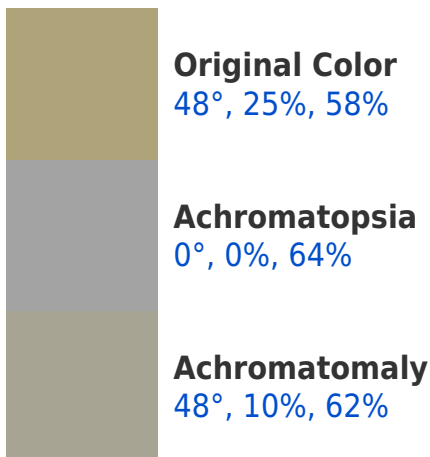 Original Color
48°, 25%, 58%
Achromatopsia
0°, 0%, 64%
Achromatomaly
48°, 10%, 62%